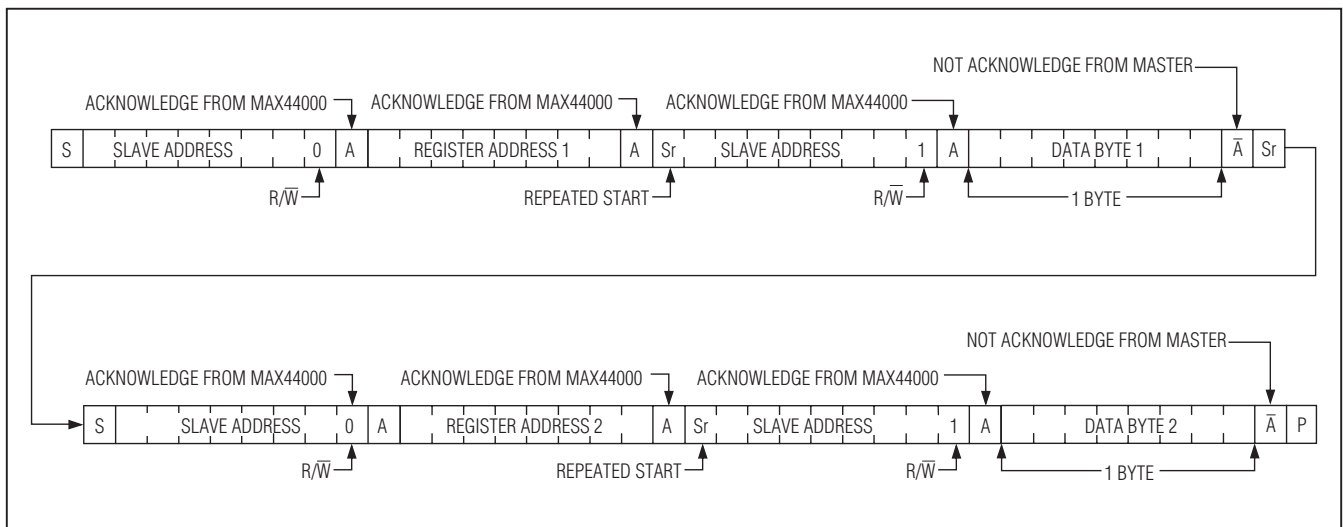 NOT ACKNOWLEDGE FROM MASTER
ACKNOWLEDGE FROM MAX44000 ACKNOWLEDGE FROM MAX44000 ACKNOWLEDGE FROM MAX44000
S SLAVE ADDRESS 0 A REGISTER ADDRESS 1 A Sr SLAVE ADDRESS 1 A DATA BYTE 1 A̅ Sr
R/W̅ REPEATED START R/W̅ 1 BYTE
NOT ACKNOWLEDGE FROM MASTER
ACKNOWLEDGE FROM MAX44000 ACKNOWLEDGE FROM MAX44000 ACKNOWLEDGE FROM MAX44000
S SLAVE ADDRESS 0 A REGISTER ADDRESS 2 A Sr SLAVE ADDRESS 1 A DATA BYTE 2 A̅ P
R/W̅ REPEATED START R/W̅ 1 BYTE